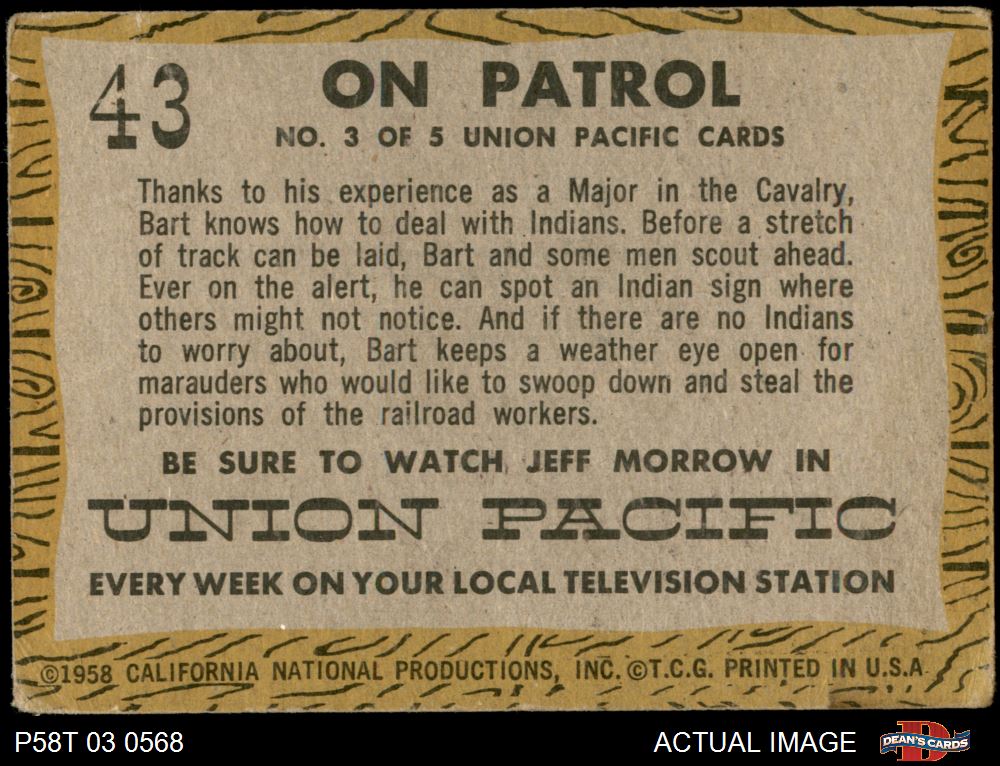 43
ON PATROL
NO. 3 OF 5 UNION PACIFIC CARDS
Thanks to his experience as a Major in the Cavalry,
Bart knows how to deal with Indians. Before a stretch
of track can be laid, Bart and some men scout ahead.
Ever on the alert, he can spot an Indian sign where
others might not notice. And if there are no Indians
to worry about, Bart keeps a weather eye open for
marauders who would like to swoop down and steal the
provisions of the railroad workers.
BE SURE TO WATCH JEFF MORROW IN
UNION PACIFIC
EVERY WEEK ON YOUR LOCAL TELEVISION STATION
©1958 CALIFORNIA NATIONAL PRODUCTIONS, INC. ©T.C.G. PRINTED IN U.S.A.
P58T 03 0568
ACTUAL IMAGE
DEAN'S CARDS